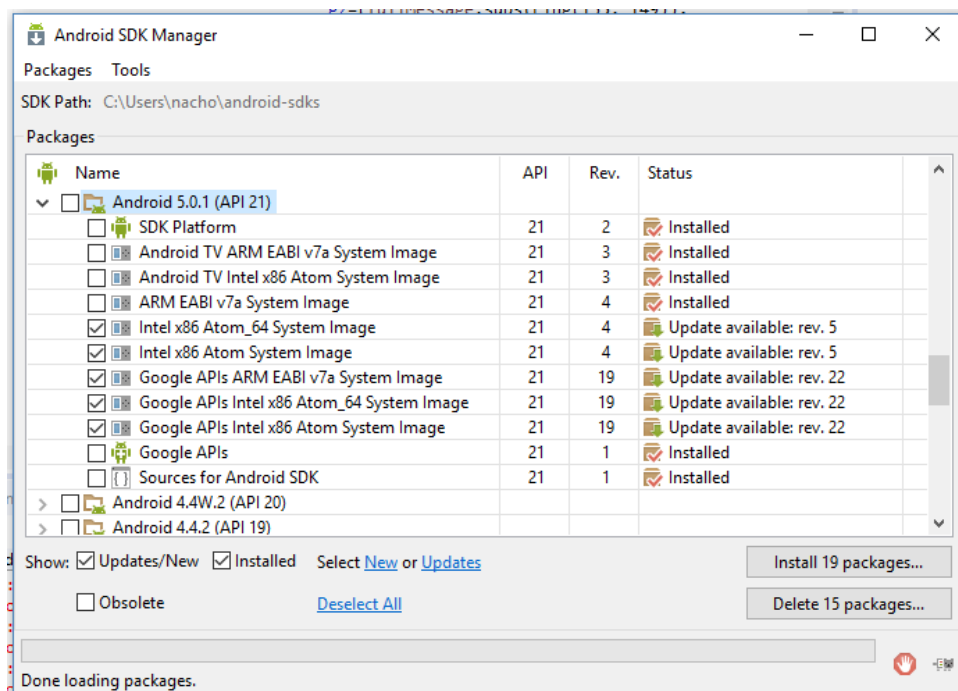 Android SDK Manager
Packages Tools
SDK Path: C:\Users\nacho\android-sdks
Packages
Name API Rev. Status
Android 5.0.1 (API 21)
SDK Platform 21 2 Installed
Android TV ARM EABI v7a System Image 21 3 Installed
Android TV Intel x86 Atom System Image 21 3 Installed
ARM EABI v7a System Image 21 4 Installed
Intel x86 Atom_64 System Image 21 4 Update available: rev. 5
Intel x86 Atom System Image 21 4 Update available: rev. 5
Google APIs ARM EABI v7a System Image 21 19 Update available: rev. 22
Google APIs Intel x86 Atom_64 System Image 21 19 Update available: rev. 22
Google APIs Intel x86 Atom System Image 21 19 Update available: rev. 22
Google APIs 21 1 Installed
Sources for Android SDK 21 1 Installed
Android 4.4W.2 (API 20)
Android 4.4.2 (API 19)
Show: Updates/New Installed Select New or Updates Install 19 packages...
Obsolete Deselect All Delete 15 packages...
Done loading packages.